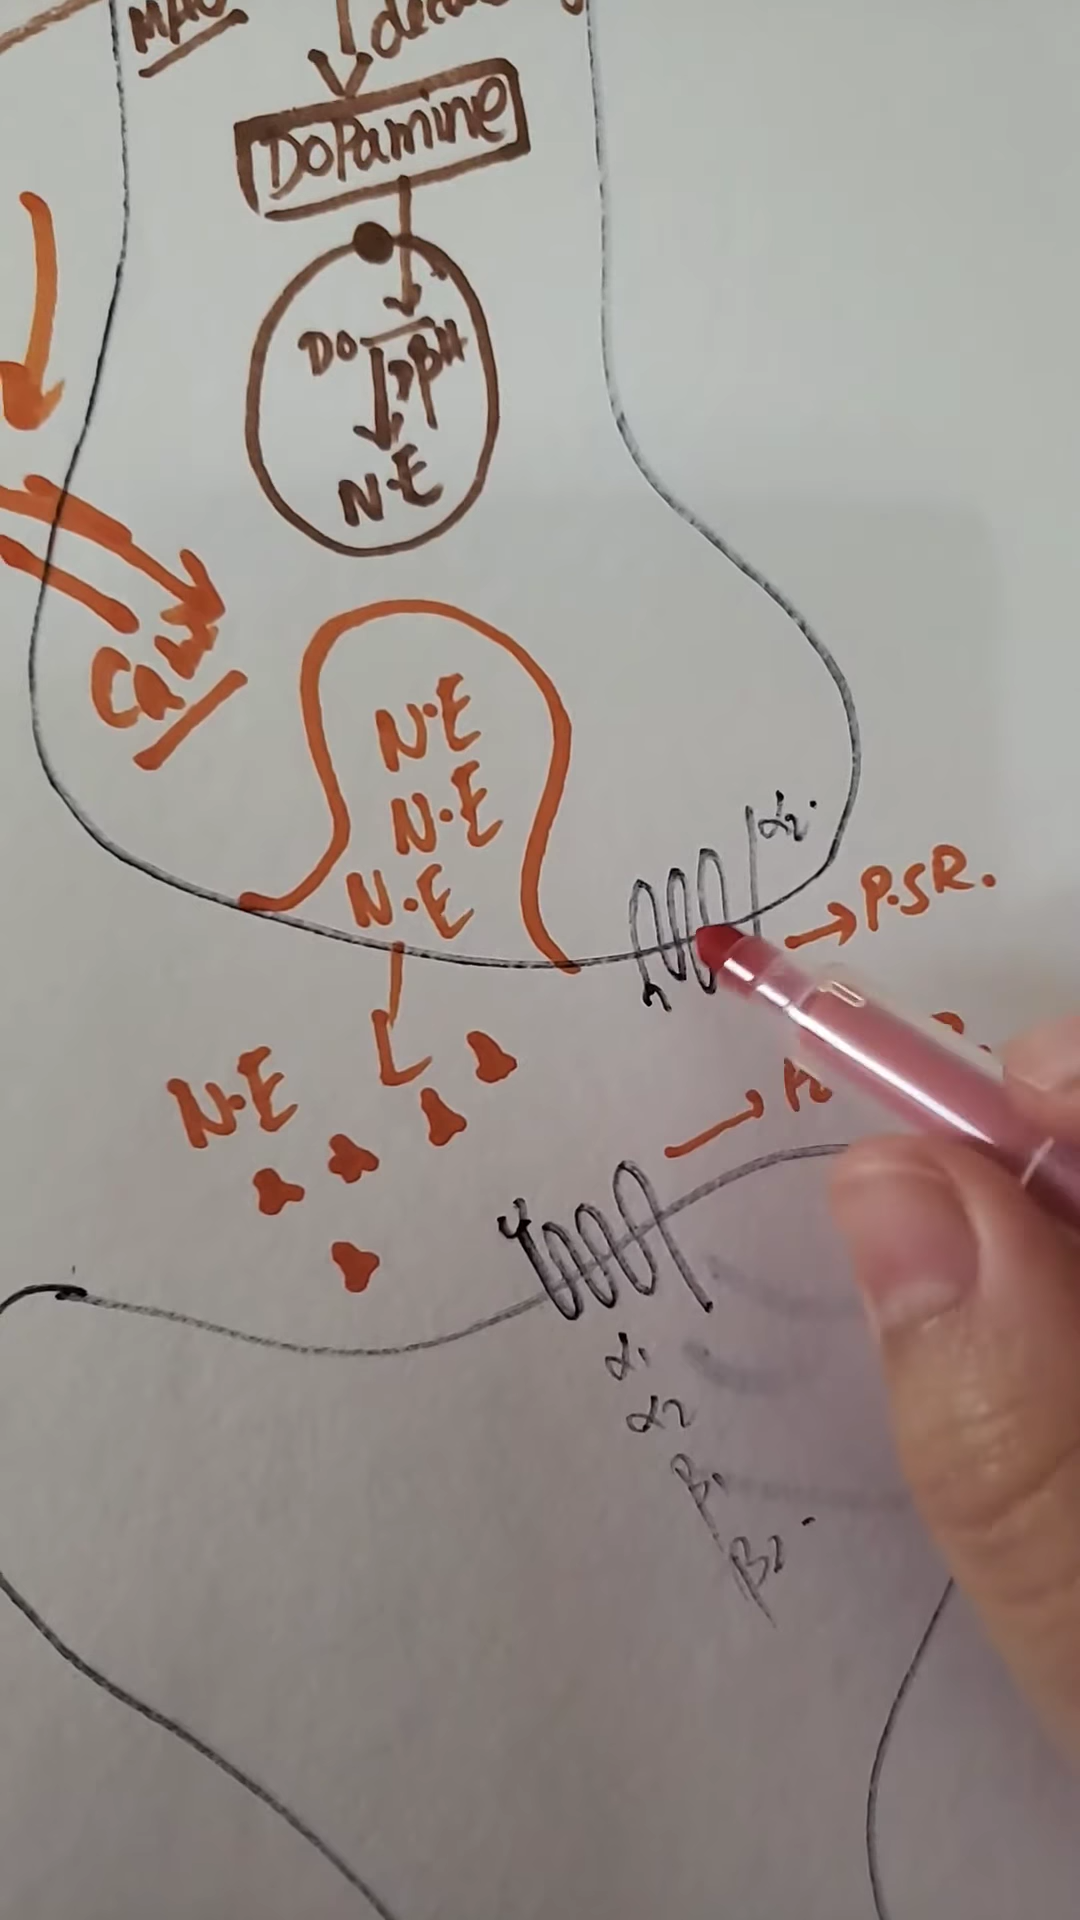 MAO
Dopamine
Do
DβH
N·E
Ca++
N·E
N·E
N·E
α2
P.S.R.
N·E
α1
α2
β1
β2